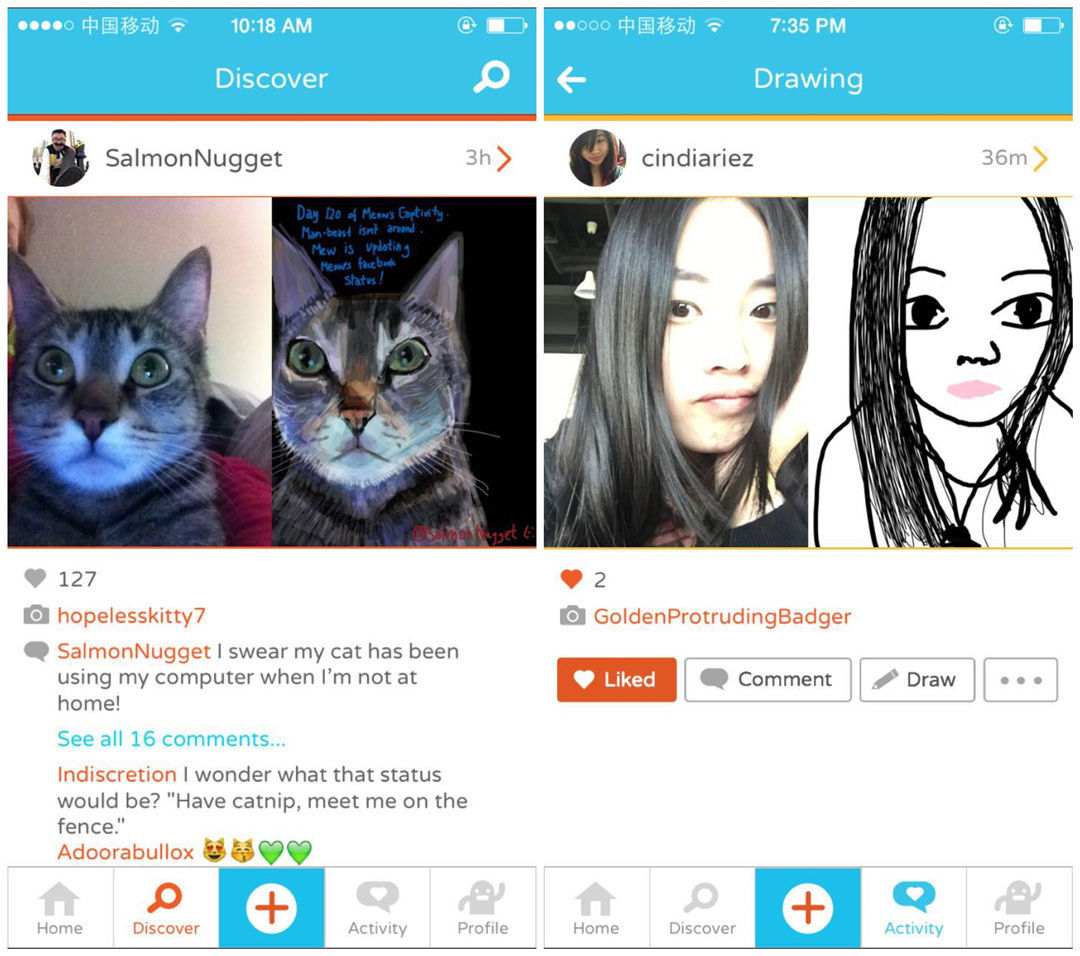 中国移动 10:18 AM
Discover
SalmonNugget 3h
Day 120 of Meow's Captivity.
Man-beast isn't around.
Mew is updating
Meow's facebook
status!
@SalmonNugget
127
hopelesskitty7
SalmonNugget I swear my cat has been
using my computer when I'm not at
home!
See all 16 comments...
Indiscretion I wonder what that status
would be? "Have catnip, meet me on the
fence."
Adoorabullox 😻😽💚💚
Home Discover Activity Profile
中国移动 7:35 PM
Drawing
cindiariez 36m
2
GoldenProtrudingBadger
Liked Comment Draw
Home Discover Activity Profile